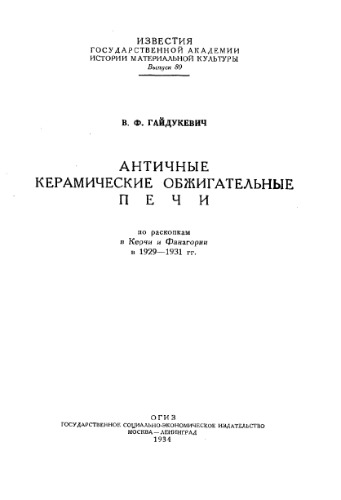 ИЗВЕСТИЯ
ГОСУДАРСТВЕННОЙ АКАДЕМИИ
ИСТОРИИ МАТЕРИАЛЬНОЙ КУЛЬТУРЫ
Выпуск 80
В. Ф. ГАЙДУКЕВИЧ
АНТИЧНЫЕ
КЕРАМИЧЕСКИЕ ОБЖИГАТЕЛЬНЫЕ
ПЕЧИ
по раскопкам
в Керчи и Фанагории
в 1929—1931 гг.
ОГИЗ
ГОСУДАРСТВЕННОЕ СОЦИАЛЬНО-ЭКОНОМИЧЕСКОЕ ИЗДАТЕЛЬСТВО
МОСКВА—ЛЕНИНГРАД
1934